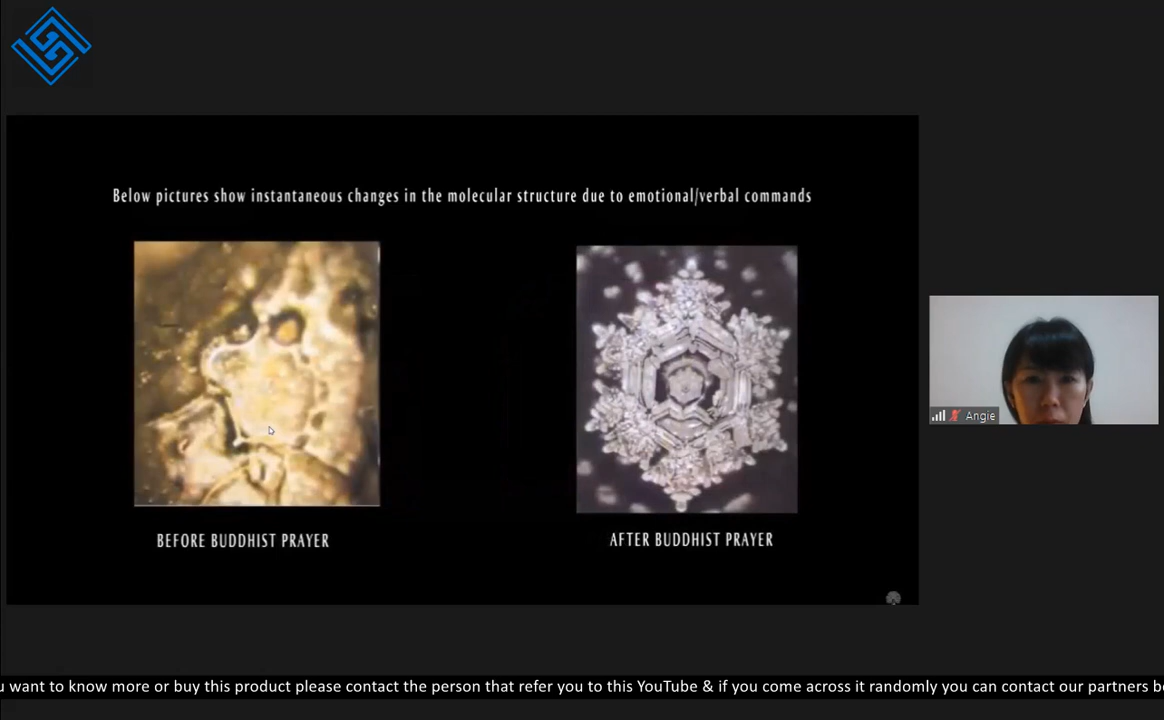 Below pictures show instantaneous changes in the molecular structure due to emotional/verbal commands
BEFORE BUDDHIST PRAYER
AFTER BUDDHIST PRAYER
Angie
want to know more or buy this product please contact the person that refer you to this YouTube & if you come across it randomly you can contact our partners